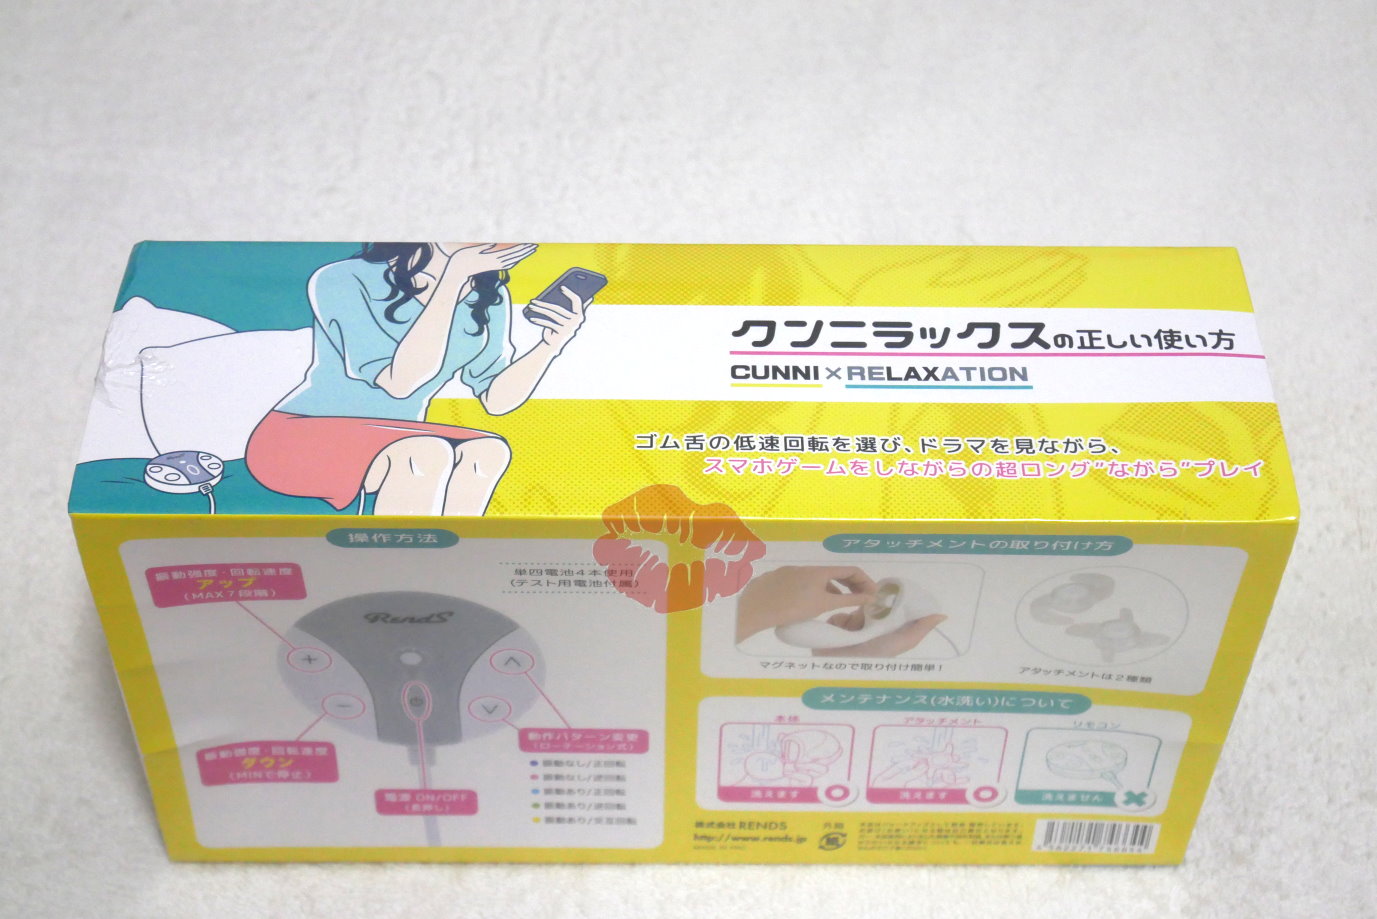 クンニラックスの正しい使い方
CUNNI×RELAXATION
ゴム舌の低速回転を選び、ドラマを見ながら、
スマホゲームをしながらの超ロング"ながら"プレイ
操作方法
振動強度・回転速度
アップ
(MAX7段階)
単四電池4本使用
(テスト用電池付属)
RendS
振動強度・回転速度
ダウン
(MINで停止)
電源 ON/OFF
(長押し)
動作パターン変更
(ローテーション式)
振動なし/正回転
振動なし/逆回転
振動あり/正回転
振動あり/逆回転
振動あり/交互回転
アタッチメントの取り付け方
マグネットなので取り付け簡単!
アタッチメントは2種類
メンテナンス(水洗い)について
本体
洗えます
アタッチメント
洗えます
リモコン
洗えません
株式会社RENDS
http://www.rends.jp
外箱
紙